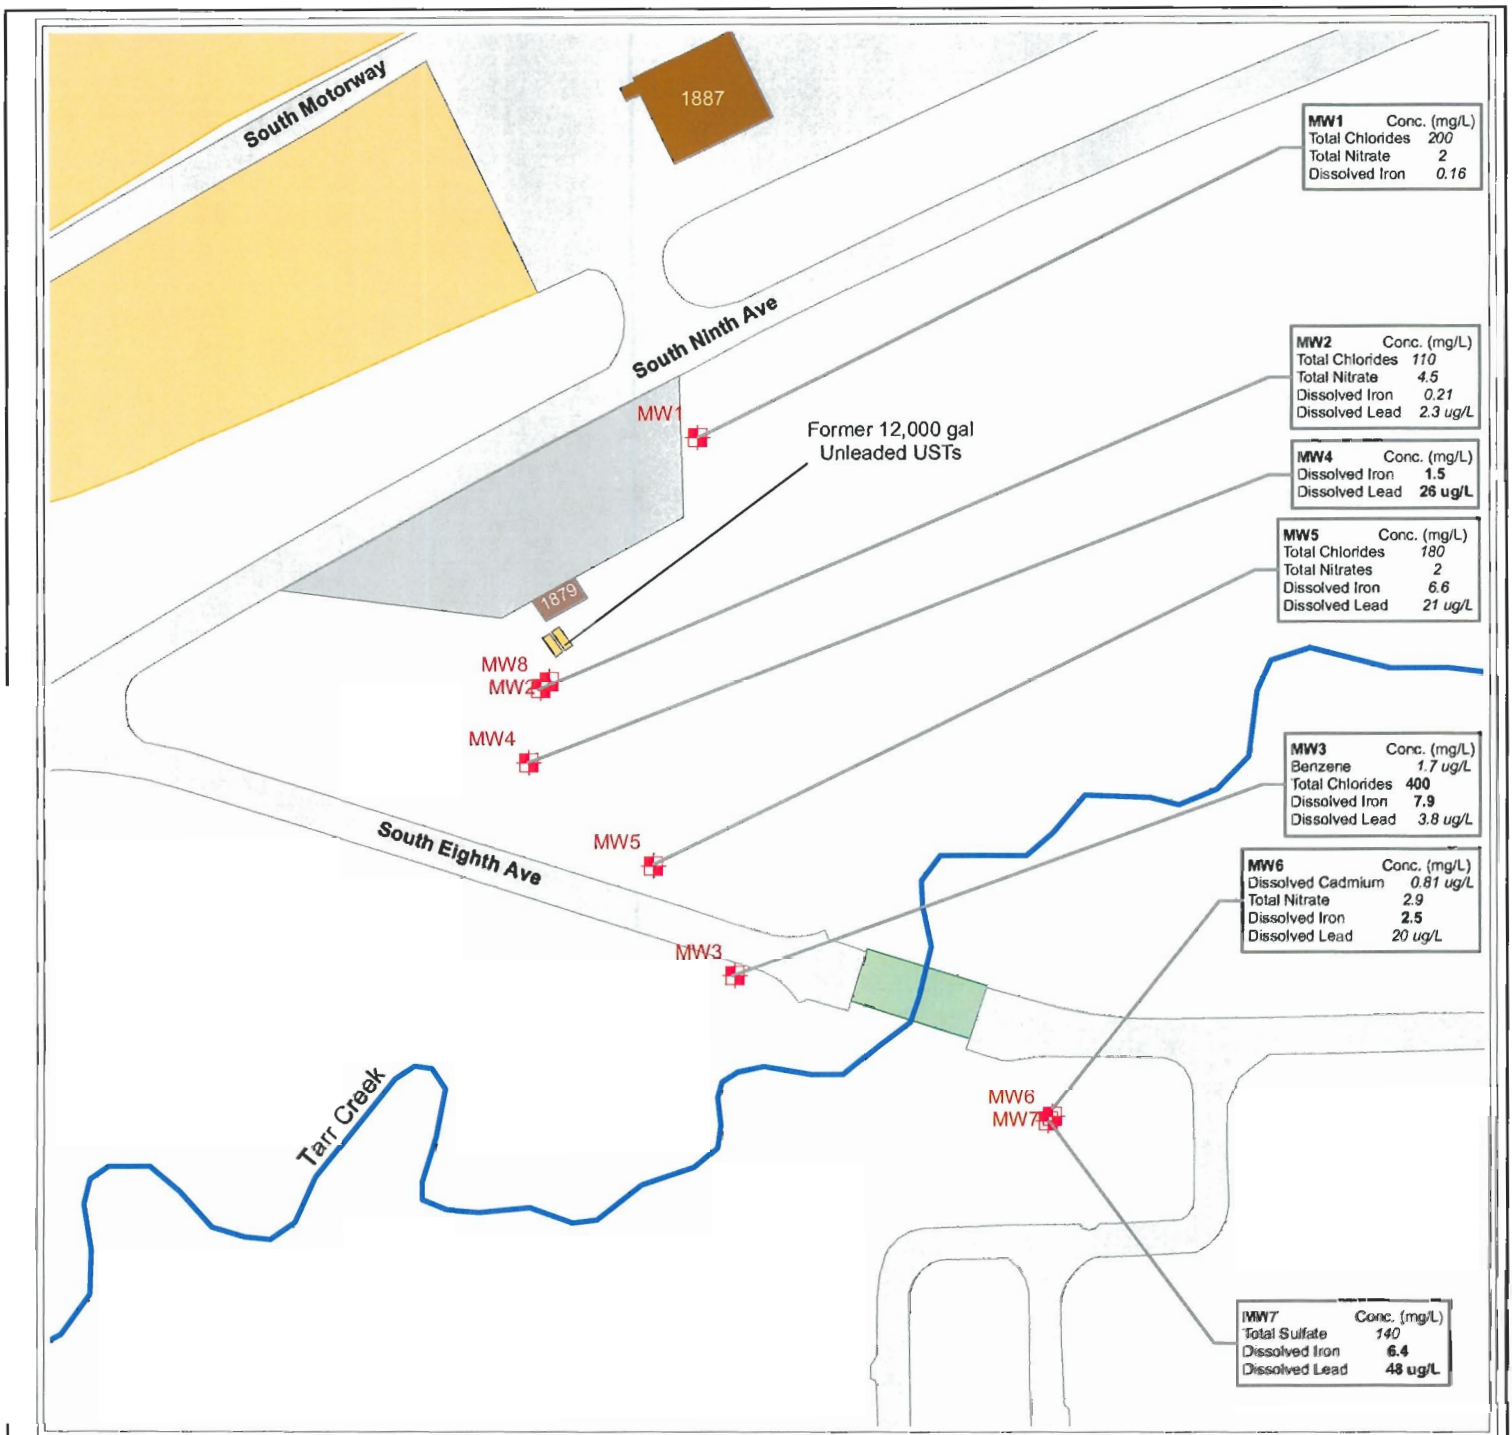 South Motorway
1887
South Ninth Ave
MW1 Conc. (mg/L)
Total Chlorides 200
Total Nitrate 2
Dissolved Iron 0.16
MW2 Conc. (mg/L)
Total Chlorides 110
Total Nitrate 4.5
Dissolved Iron 0.21
Dissolved Lead 2.3 ug/L
MW1
Former 12,000 gal
Unleaded USTs
MW4 Conc. (mg/L)
Dissolved Iron 1.5
Dissolved Lead 26 ug/L
MW5 Conc. (mg/L)
Total Chlorides 180
Total Nitrates 2
Dissolved Iron 6.6
Dissolved Lead 21 ug/L
1879
MW8
MW2
MW4
MW3 Conc. (mg/L)
Benzene 1.7 ug/L
Total Chlorides 400
Dissolved Iron 7.9
Dissolved Lead 3.8 ug/L
South Eighth Ave
MW5
MW6 Conc. (mg/L)
Dissolved Cadmium 0.81 ug/L
Total Nitrate 2.9
Dissolved Iron 2.5
Dissolved Lead 20 ug/L
MW3
Tarr Creek
MW6
MW7
MW7 Conc. (mg/L)
Total Sulfate 140
Dissolved Iron 6.4
Dissolved Lead 48 ug/L